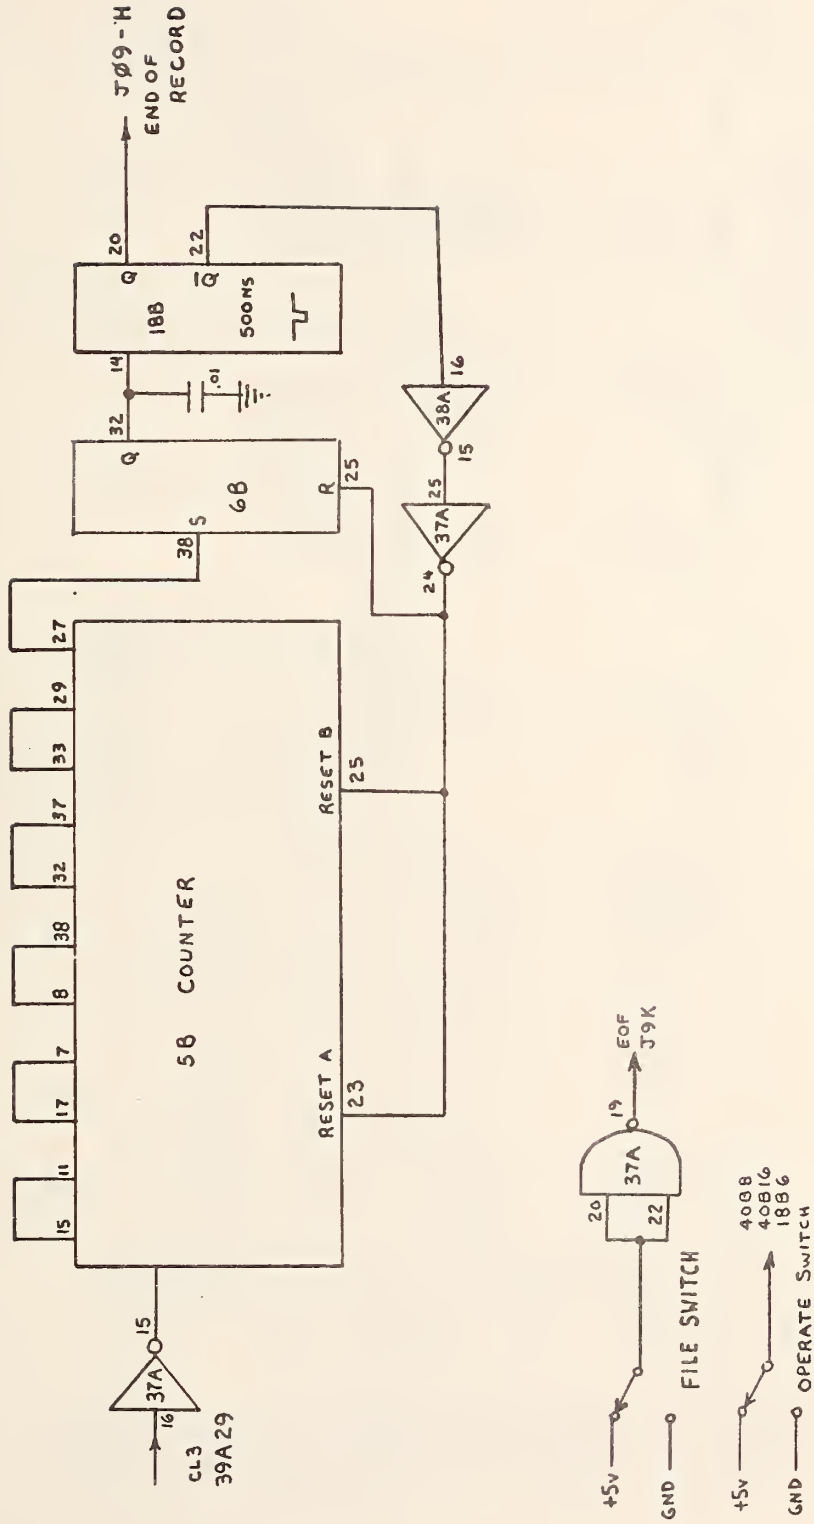 CL3
39A29
16
37A
15
15
11
17
7
8
38
32
37
33
29
27
5B COUNTER
RESET A
23
RESET B
25
38
S
6B
Q
32
R
25
.01
14
18B
Q
20
500NS
Q
22
JØ9-H
END OF
RECORD
16
38A
15
25
37A
24
+5V
GND
FILE SWITCH
20
22
37A
19
EOF
J9K
+5V
GND
OPERATE SWITCH
40B8
40B16
18B6